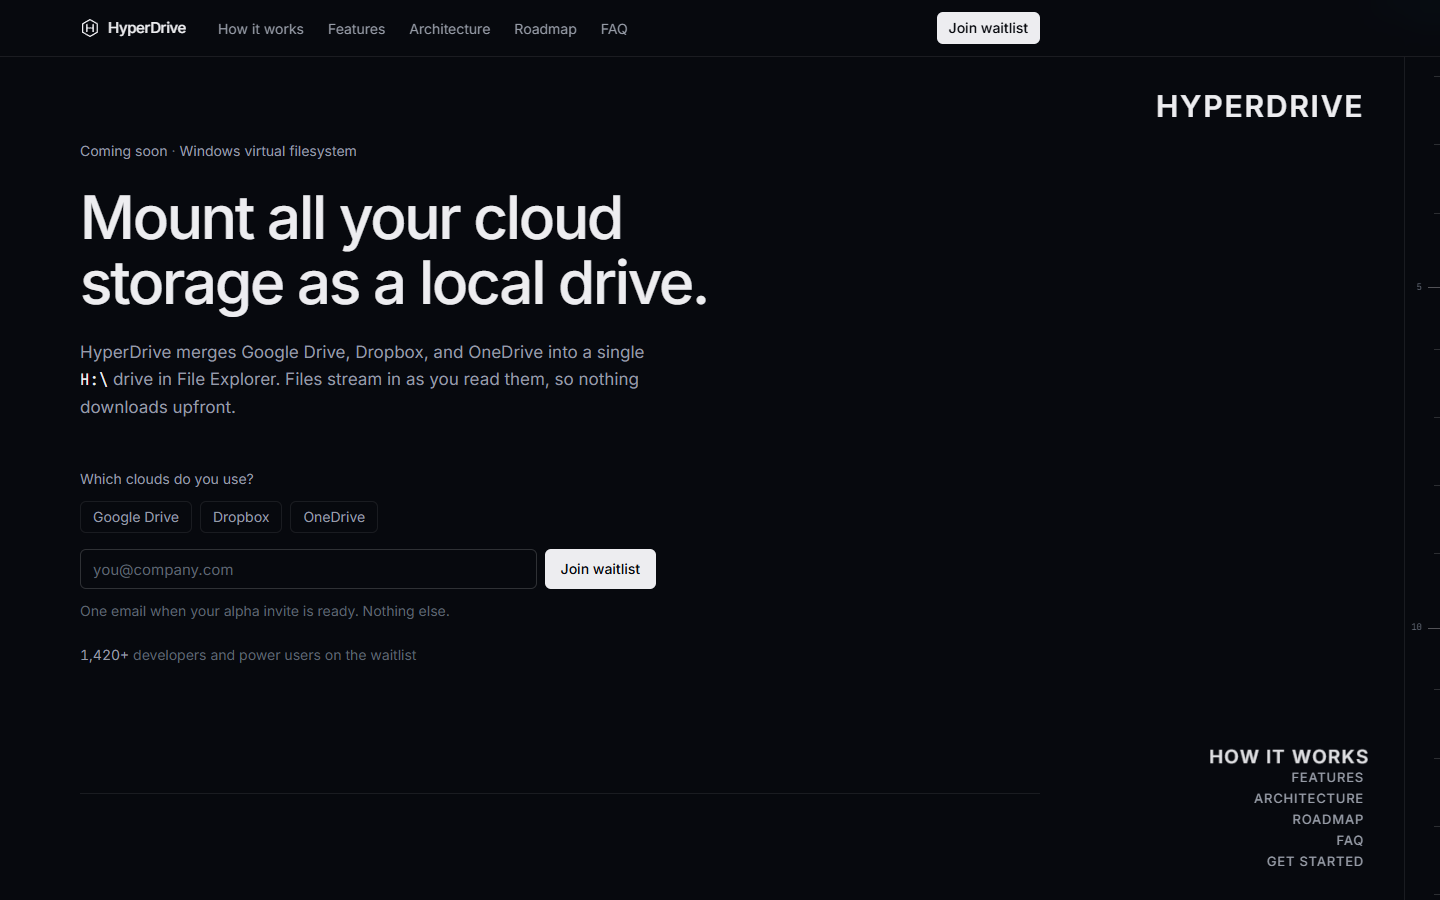 HyperDrive
How it works
Features
Architecture
Roadmap
FAQ
Join waitlist
HYPERDRIVE
Coming soon · Windows virtual filesystem
Mount all your cloud
storage as a local drive.
HyperDrive merges Google Drive, Dropbox, and OneDrive into a single
H:\ drive in File Explorer. Files stream in as you read them, so nothing
downloads upfront.
Which clouds do you use?
Google Drive
Dropbox
OneDrive
you@company.com
Join waitlist
One email when your alpha invite is ready. Nothing else.
1,420+ developers and power users on the waitlist
5
10
HOW IT WORKS
FEATURES
ARCHITECTURE
ROADMAP
FAQ
GET STARTED